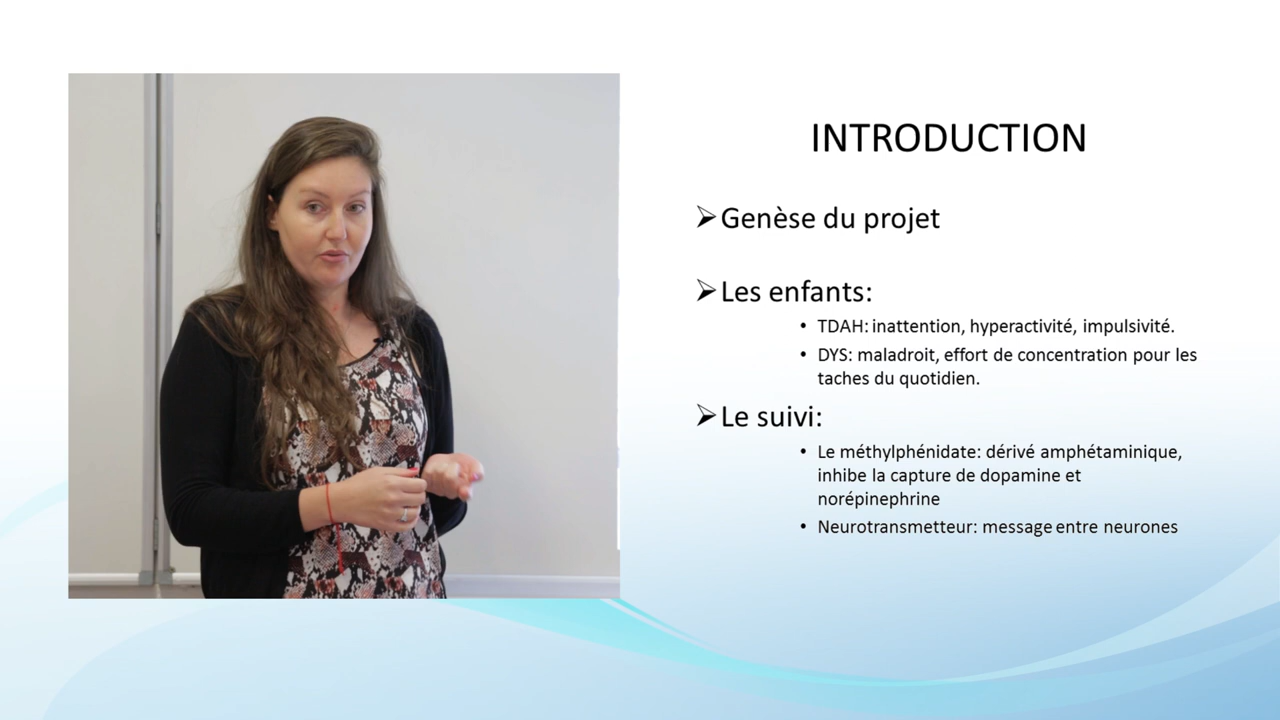 INTRODUCTION
➢Genèse du projet
➢Les enfants:
• TDAH: inattention, hyperactivité, impulsivité.
• DYS: maladroit, effort de concentration pour les
taches du quotidien.
➢Le suivi:
• Le méthylphénidate: dérivé amphétaminique,
inhibe la capture de dopamine et
norépinephrine
• Neurotransmetteur: message entre neurones